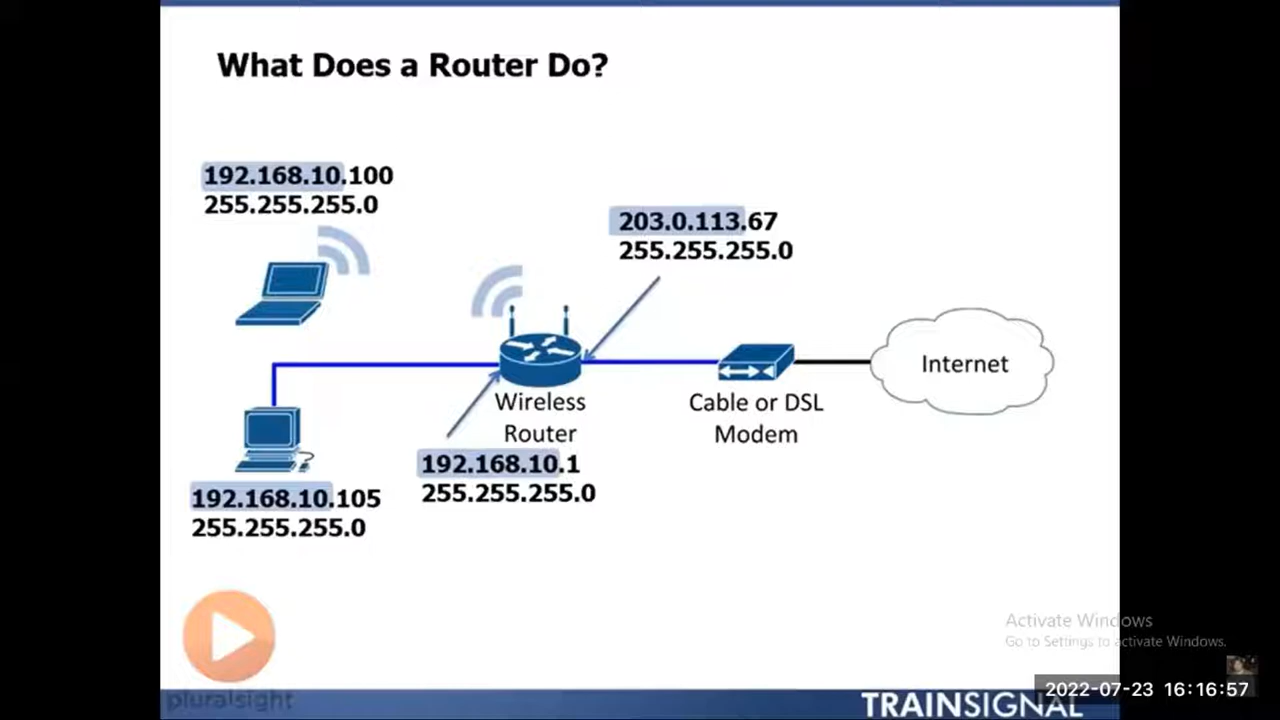 What Does a Router Do?
192.168.10.100
255.255.255.0
203.0.113.67
255.255.255.0
Internet
Wireless
Router
Cable or DSL
Modem
192.168.10.1
255.255.255.0
192.168.10.105
255.255.255.0
Activate Windows
Go to Settings to activate Windows.
2022-07-23 16:16:57
pluralsight
TRAINSIGNAL